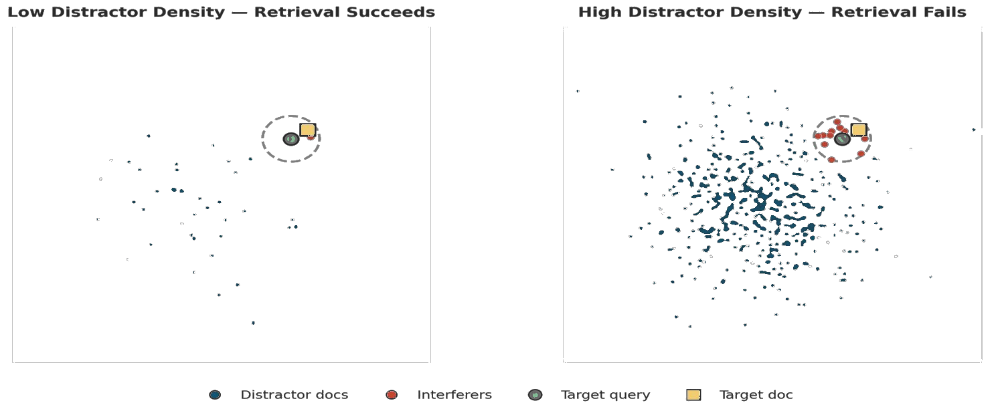 Low Distractor Density — Retrieval Succeeds
High Distractor Density — Retrieval Fails
Distractor docs
Interferers
Target query
Target doc